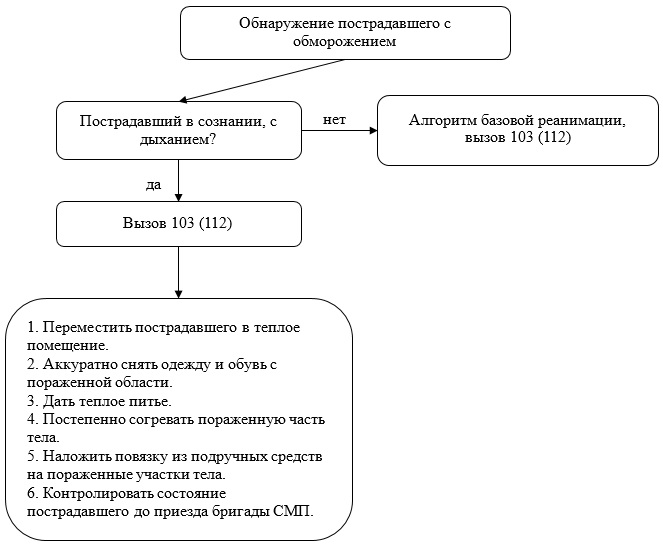 Обнаружение пострадавшего с
обморожением
Пострадавший в сознании, с
дыханием?
нет
Алгоритм базовой реанимации,
вызов 103 (112)
да
Вызов 103 (112)
1. Переместить пострадавшего в теплое
помещение.
2. Аккуратно снять одежду и обувь с
пораженной области.
3. Дать теплое питье.
4. Постепенно согревать пораженную часть
тела.
5. Наложить повязку из подручных средств
на пораженные участки тела.
6. Контролировать состояние
пострадавшего до приезда бригады СМП.